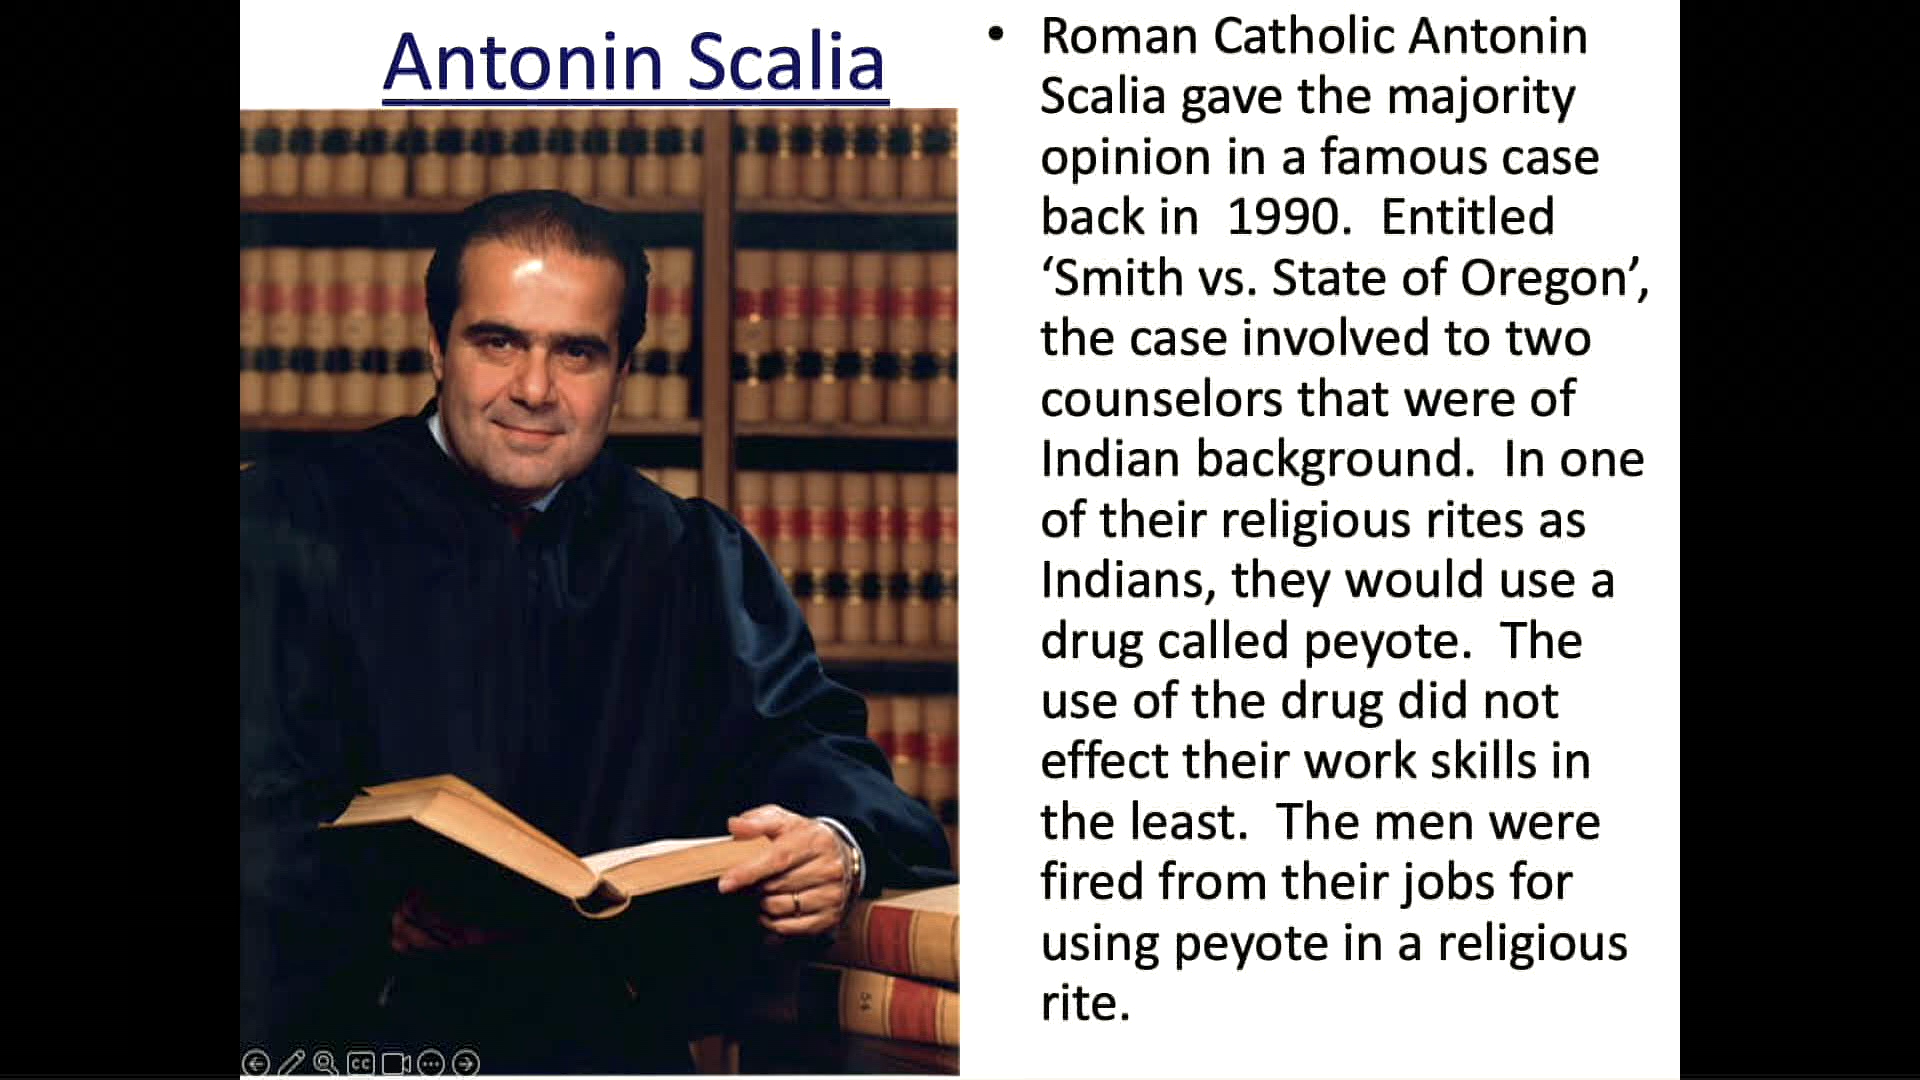 Antonin Scalia
• Roman Catholic Antonin
Scalia gave the majority
opinion in a famous case
back in  1990.  Entitled
‘Smith vs. State of Oregon’,
the case involved to two
counselors that were of
Indian background.  In one
of their religious rites as
Indians, they would use a
drug called peyote.  The
use of the drug did not
effect their work skills in
the least.  The men were
fired from their jobs for
using peyote in a religious
rite.
54
CC